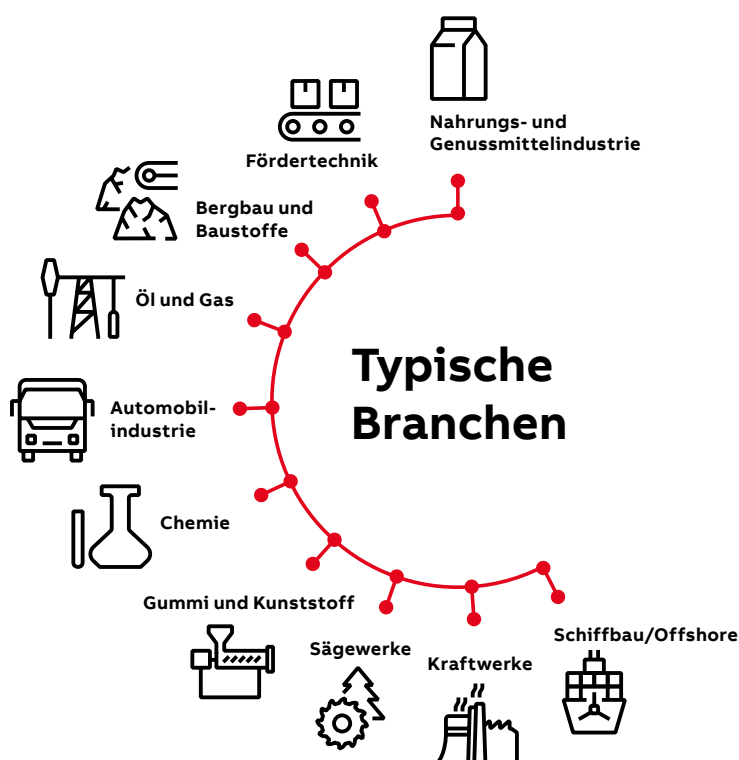 Nahrungs- und
Genussmittelindustrie
Fördertechnik
Bergbau und
Baustoffe
Öl und Gas
Automobil-
industrie
Chemie
Gummi und Kunststoff
Sägewerke
Kraftwerke
Schiffbau/Offshore
Typische
Branchen